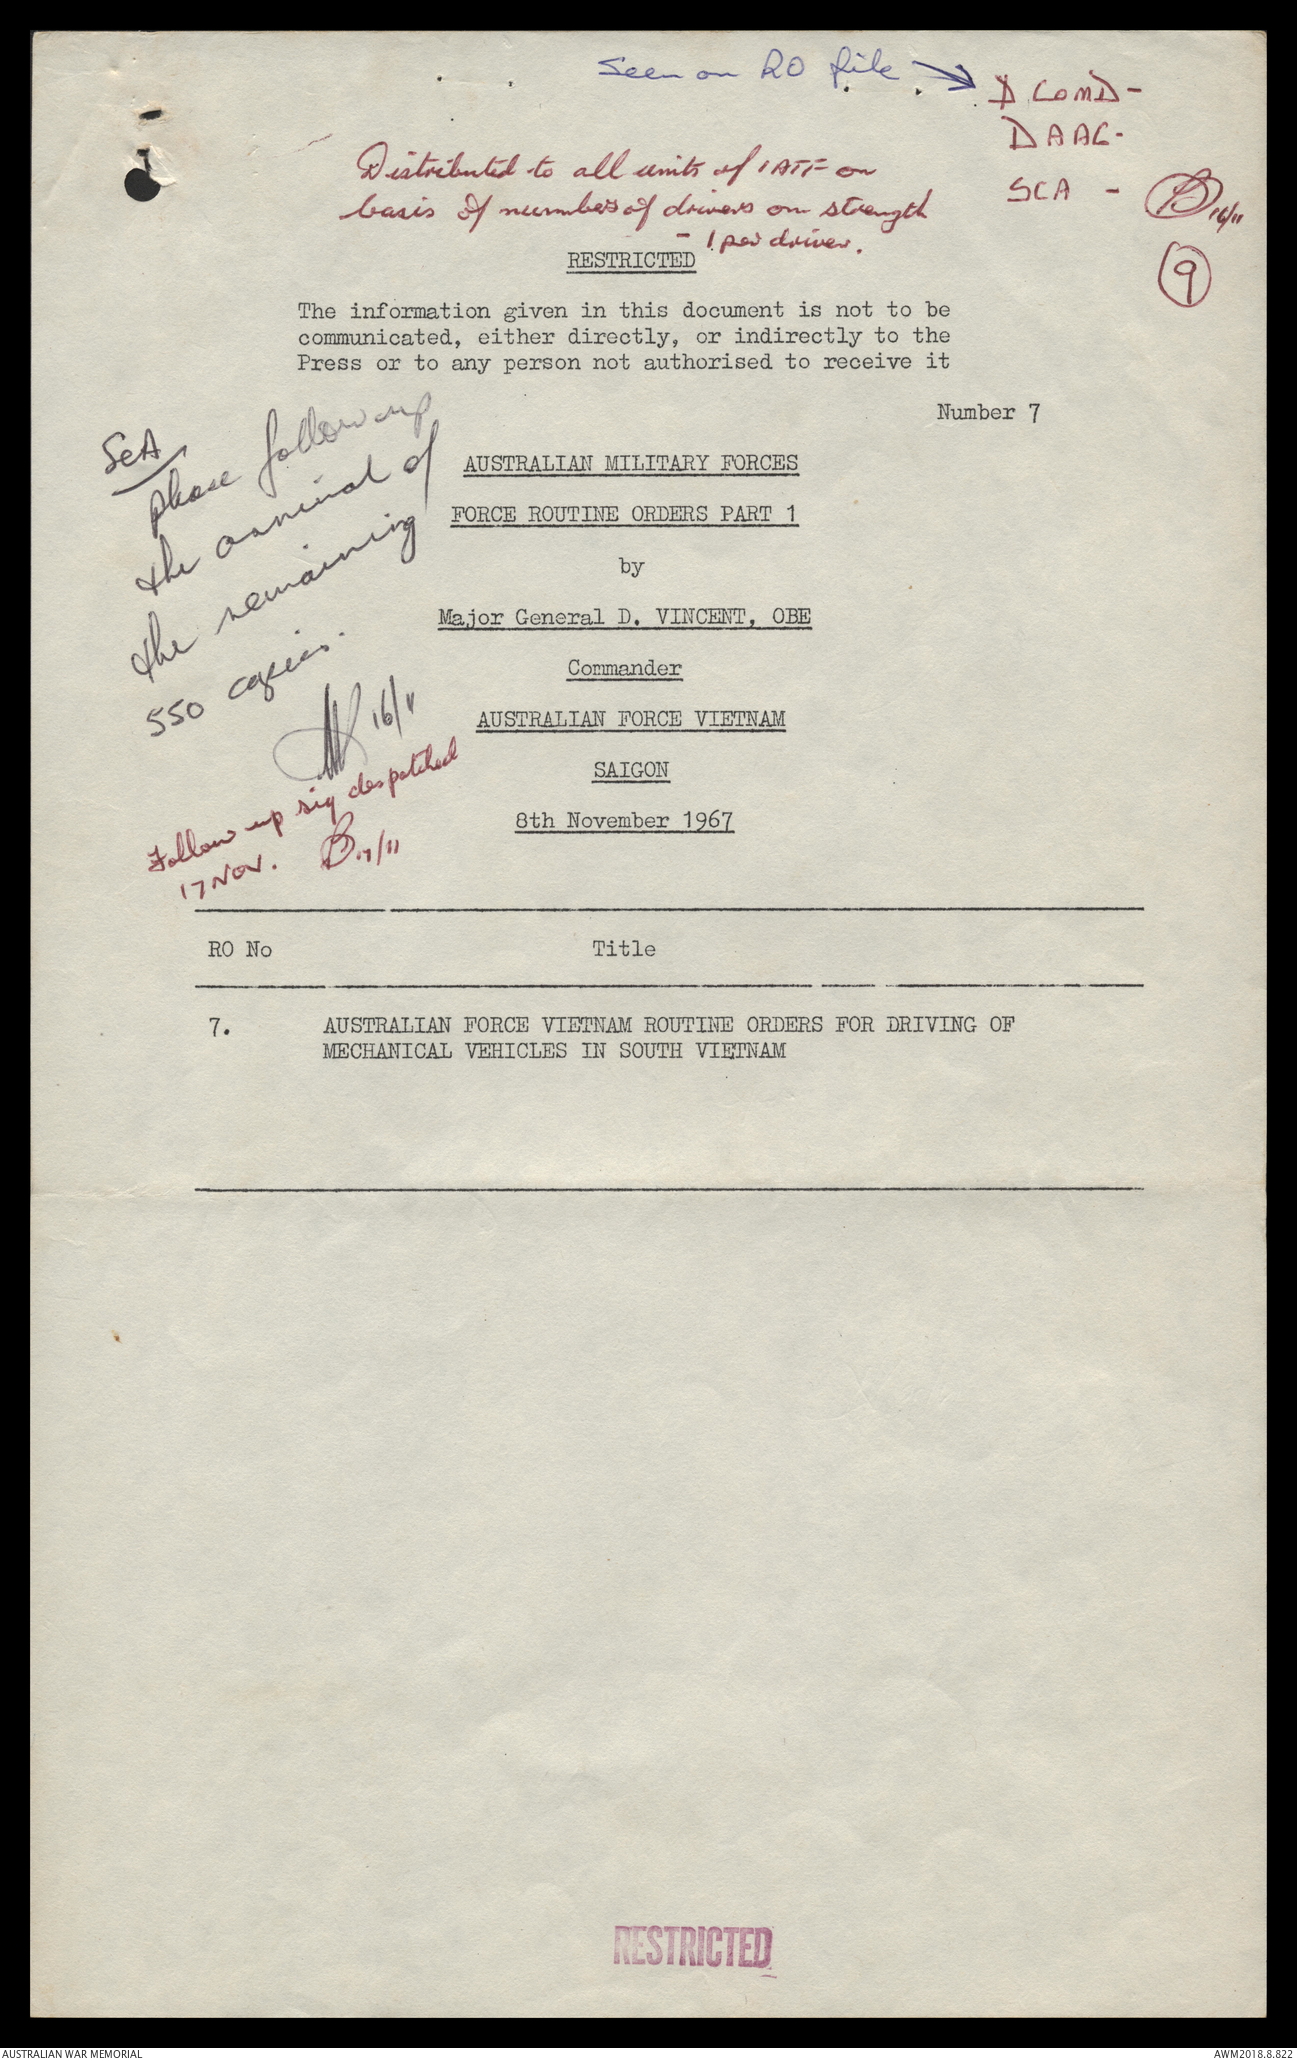 Seen on RO file
D COMD -
DAAG -
SCA - 16/11
9
Distributed to all units of 1ATF on
basis of numbers of drivers on strength
- 1 per driver.
RESTRICTED
The information given in this document is not to be
communicated, either directly, or indirectly to the
Press or to any person not authorised to receive it
Number 7
SCA
please follow up
the arrival of
the remaining
550 copies.
16/11
Follow up sig despatched
17 NOV. 17/11
AUSTRALIAN MILITARY FORCES
FORCE ROUTINE ORDERS PART 1
by
Major General D. VINCENT, OBE
Commander
AUSTRALIAN FORCE VIETNAM
SAIGON
8th November 1967
RO No Title
7. AUSTRALIAN FORCE VIETNAM ROUTINE ORDERS FOR DRIVING OF
MECHANICAL VEHICLES IN SOUTH VIETNAM
RESTRICTED
AUSTRALIAN WAR MEMORIAL
AWM2018.8.822